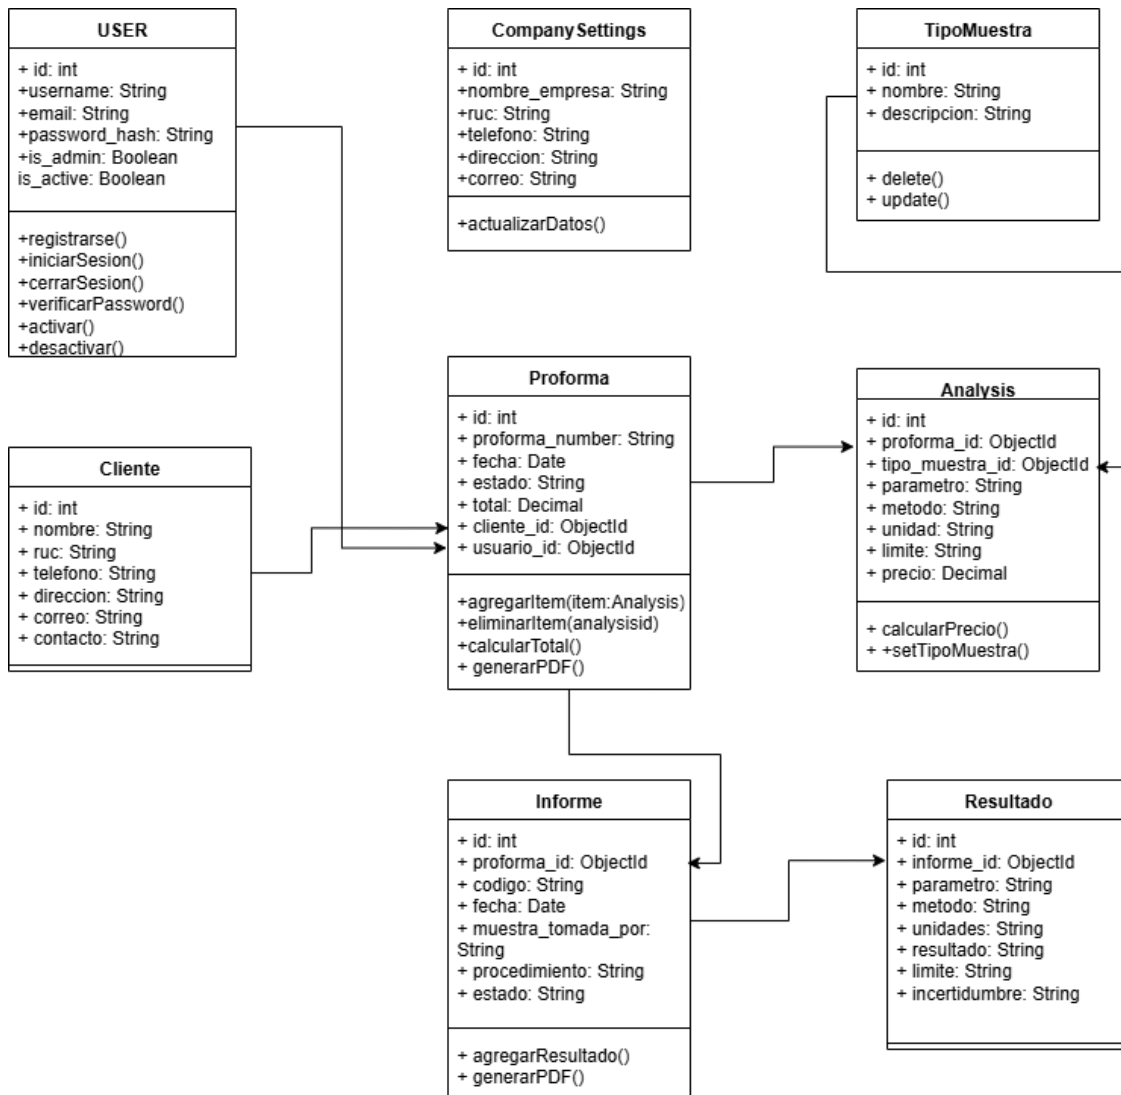 USER
+ id: int
+username: String
+email: String
+password_hash: String
+is_admin: Boolean
is_active: Boolean
+registrarse()
+iniciarSesion()
+cerrarSesion()
+verificarPassword()
+activar()
+desactivar()
CompanySettings
+ id: int
+nombre_empresa: String
+ruc: String
+telefono: String
+direccion: String
+correo: String
+actualizarDatos()
TipoMuestra
+ id: int
+ nombre: String
+ descripcion: String
+ delete()
+ update()
Cliente
+ id: int
+ nombre: String
+ ruc: String
+ telefono: String
+ direccion: String
+ correo: String
+ contacto: String
Proforma
+ id: int
+ proforma_number: String
+ fecha: Date
+ estado: String
+ total: Decimal
+ cliente_id: ObjectId
+ usuario_id: ObjectId
+agregarItem(item:Analysis)
+eliminarItem(analysisid)
+calcularTotal()
+ generarPDF()
Analysis
+ id: int
+ proforma_id: ObjectId
+ tipo_muestra_id: ObjectId
+ parametro: String
+ metodo: String
+ unidad: String
+ limite: String
+ precio: Decimal
+ calcularPrecio()
+ +setTipoMuestra()
Informe
+ id: int
+ proforma_id: ObjectId
+ codigo: String
+ fecha: Date
+ muestra_tomada_por:
String
+ procedimiento: String
+ estado: String
+ agregarResultado()
+ generarPDF()
Resultado
+ id: int
+ informe_id: ObjectId
+ parametro: String
+ metodo: String
+ unidades: String
+ resultado: String
+ limite: String
+ incertidumbre: String